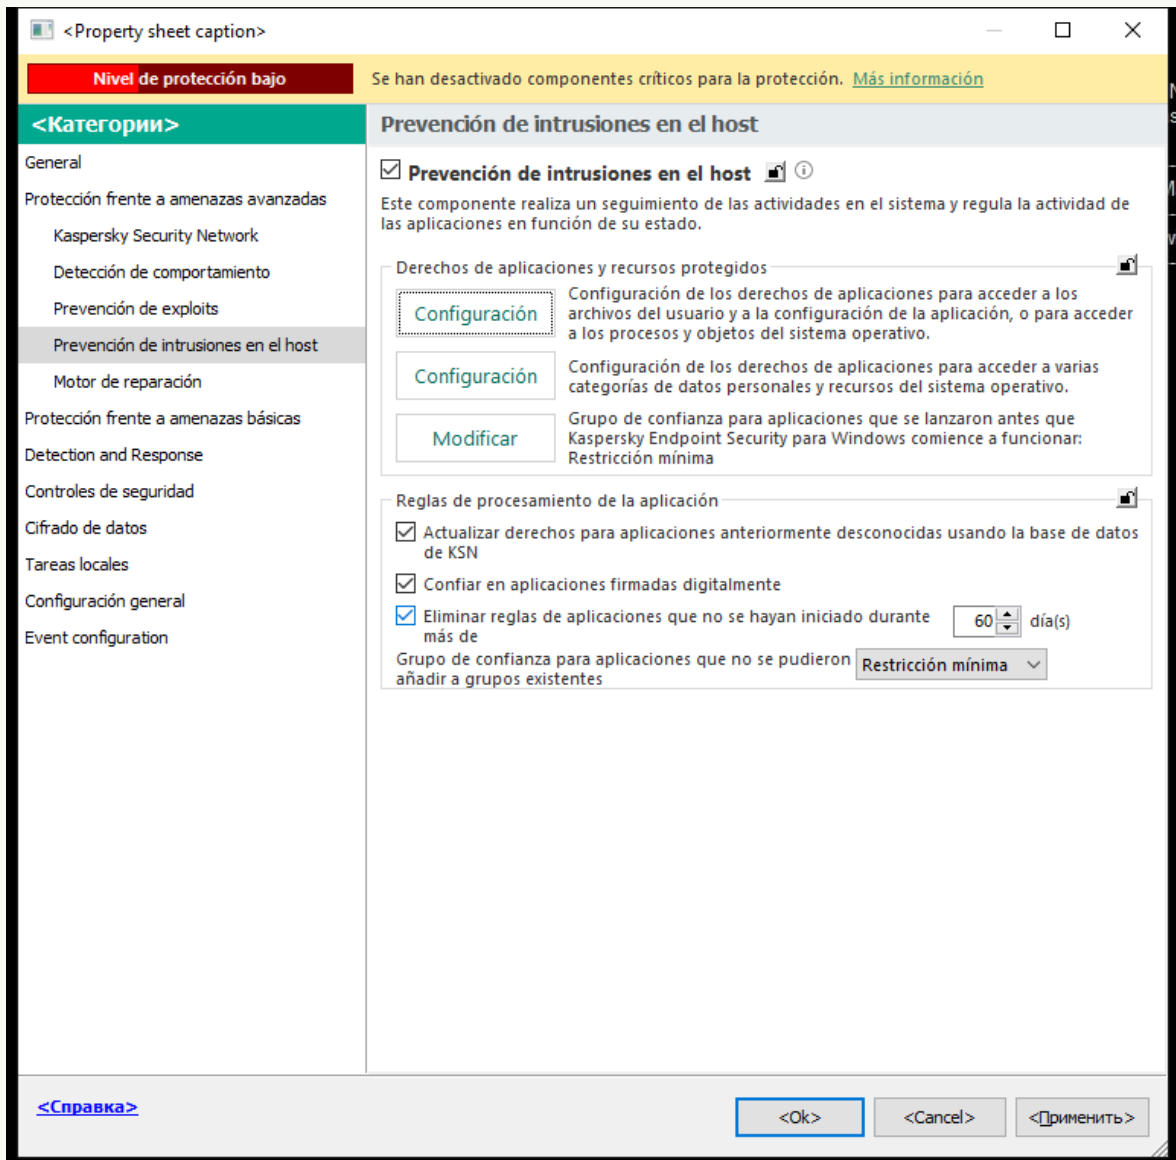 <Property sheet caption>
Nivel de protección bajo
Se han desactivado componentes críticos para la protección. Más información
<Категории>
General
Protección frente a amenazas avanzadas
Kaspersky Security Network
Detección de comportamiento
Prevención de exploits
Prevención de intrusiones en el host
Motor de reparación
Protección frente a amenazas básicas
Detection and Response
Controles de seguridad
Cifrado de datos
Tareas locales
Configuración general
Event configuration
Prevención de intrusiones en el host
Prevención de intrusiones en el host
Este componente realiza un seguimiento de las actividades en el sistema y regula la actividad de
las aplicaciones en función de su estado.
Derechos de aplicaciones y recursos protegidos
Configuración
Configuración de los derechos de aplicaciones para acceder a los
archivos del usuario y a la configuración de la aplicación, o para acceder
a los procesos y objetos del sistema operativo.
Configuración
Configuración de los derechos de aplicaciones para acceder a varias
categorías de datos personales y recursos del sistema operativo.
Modificar
Grupo de confianza para aplicaciones que se lanzaron antes que
Kaspersky Endpoint Security para Windows comience a funcionar:
Restricción mínima
Reglas de procesamiento de la aplicación
Actualizar derechos para aplicaciones anteriormente desconocidas usando la base de datos
de KSN
Confiar en aplicaciones firmadas digitalmente
Eliminar reglas de aplicaciones que no se hayan iniciado durante
más de
60 día(s)
Grupo de confianza para aplicaciones que no se pudieron
añadir a grupos existentes
Restricción mínima
<Справка>
<Ok>
<Cancel>
<Применить>